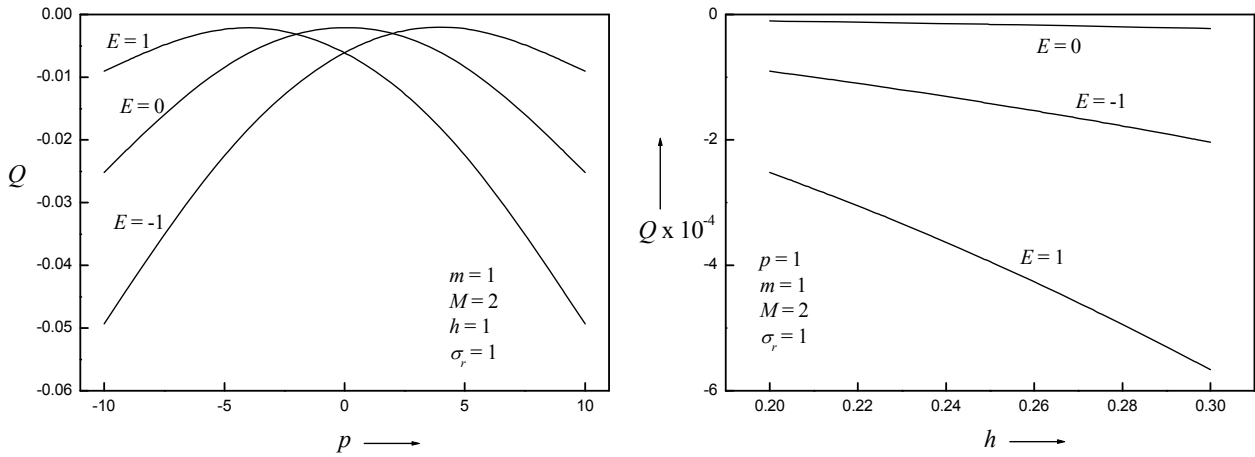 0.00
-0.01
-0.02
-0.03
-0.04
-0.05
-0.06
Q
E = 1
E = 0
E = -1
m = 1
M = 2
h = 1
σr = 1
-10
-5
0
5
10
p
0
-2
-4
-6
Q x 10-4
E = 0
E = -1
E = 1
p = 1
m = 1
M = 2
σr = 1
0.20
0.22
0.24
0.26
0.28
0.30
h